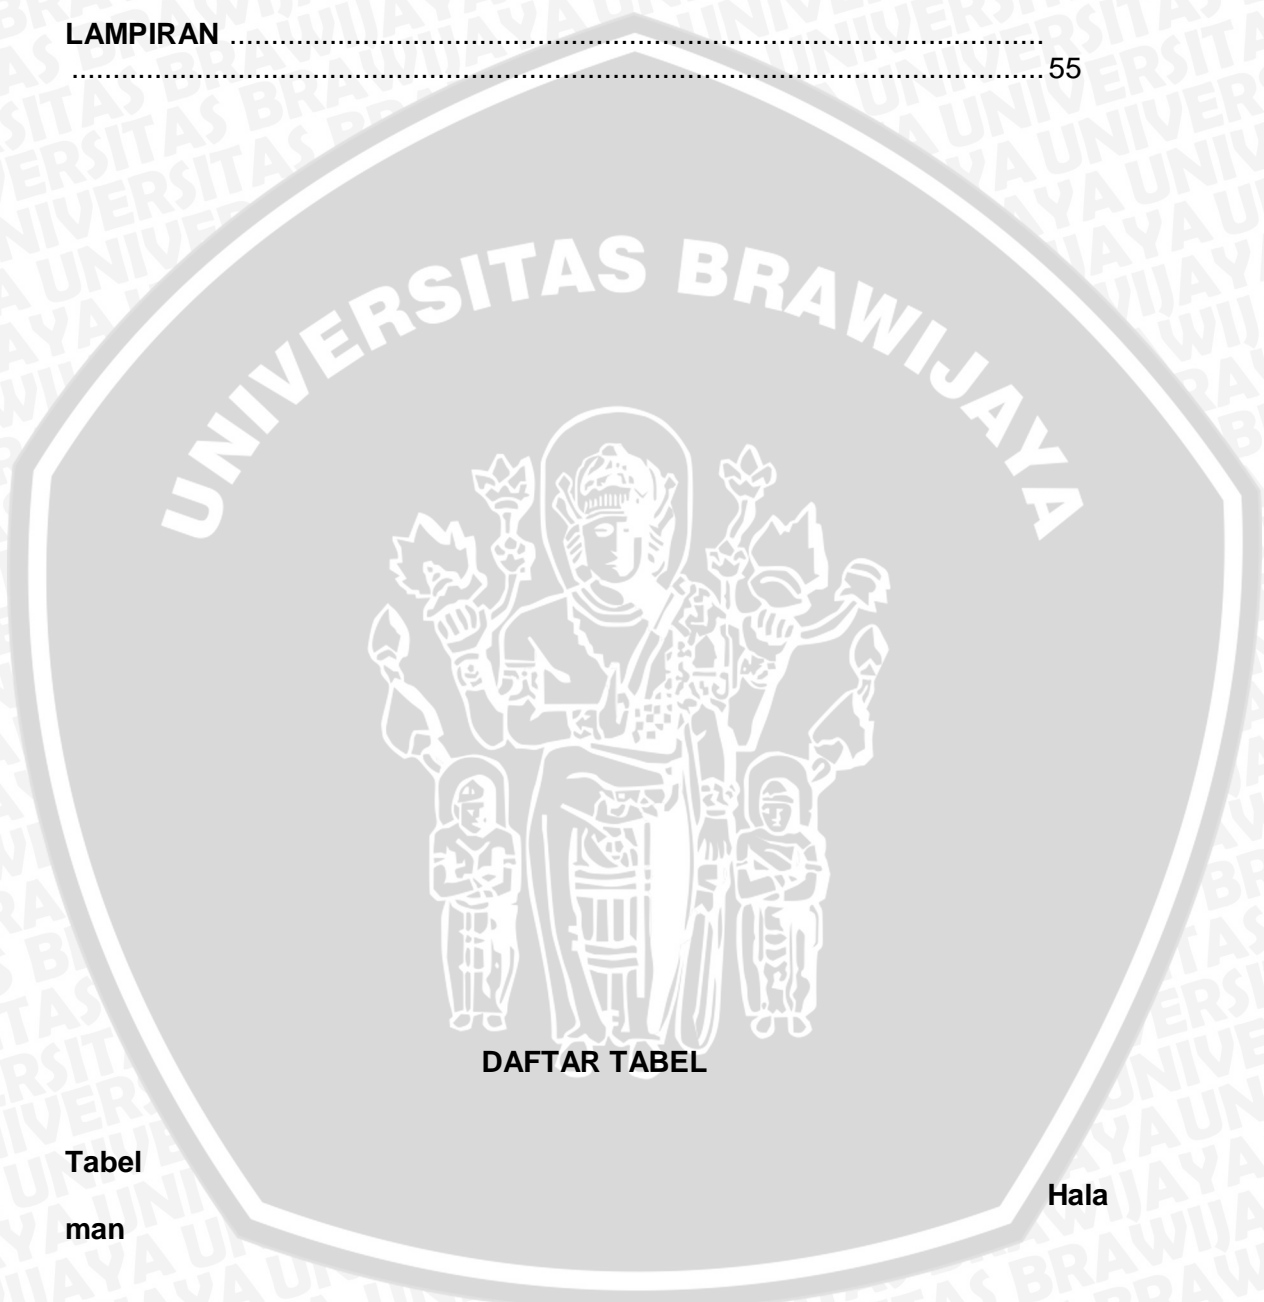 LAMPIRAN ..................................................................................................
..................................................................................................................... 55
UNIVERSITAS BRAWIJAYA
DAFTAR TABEL
Tabel
Hala
man